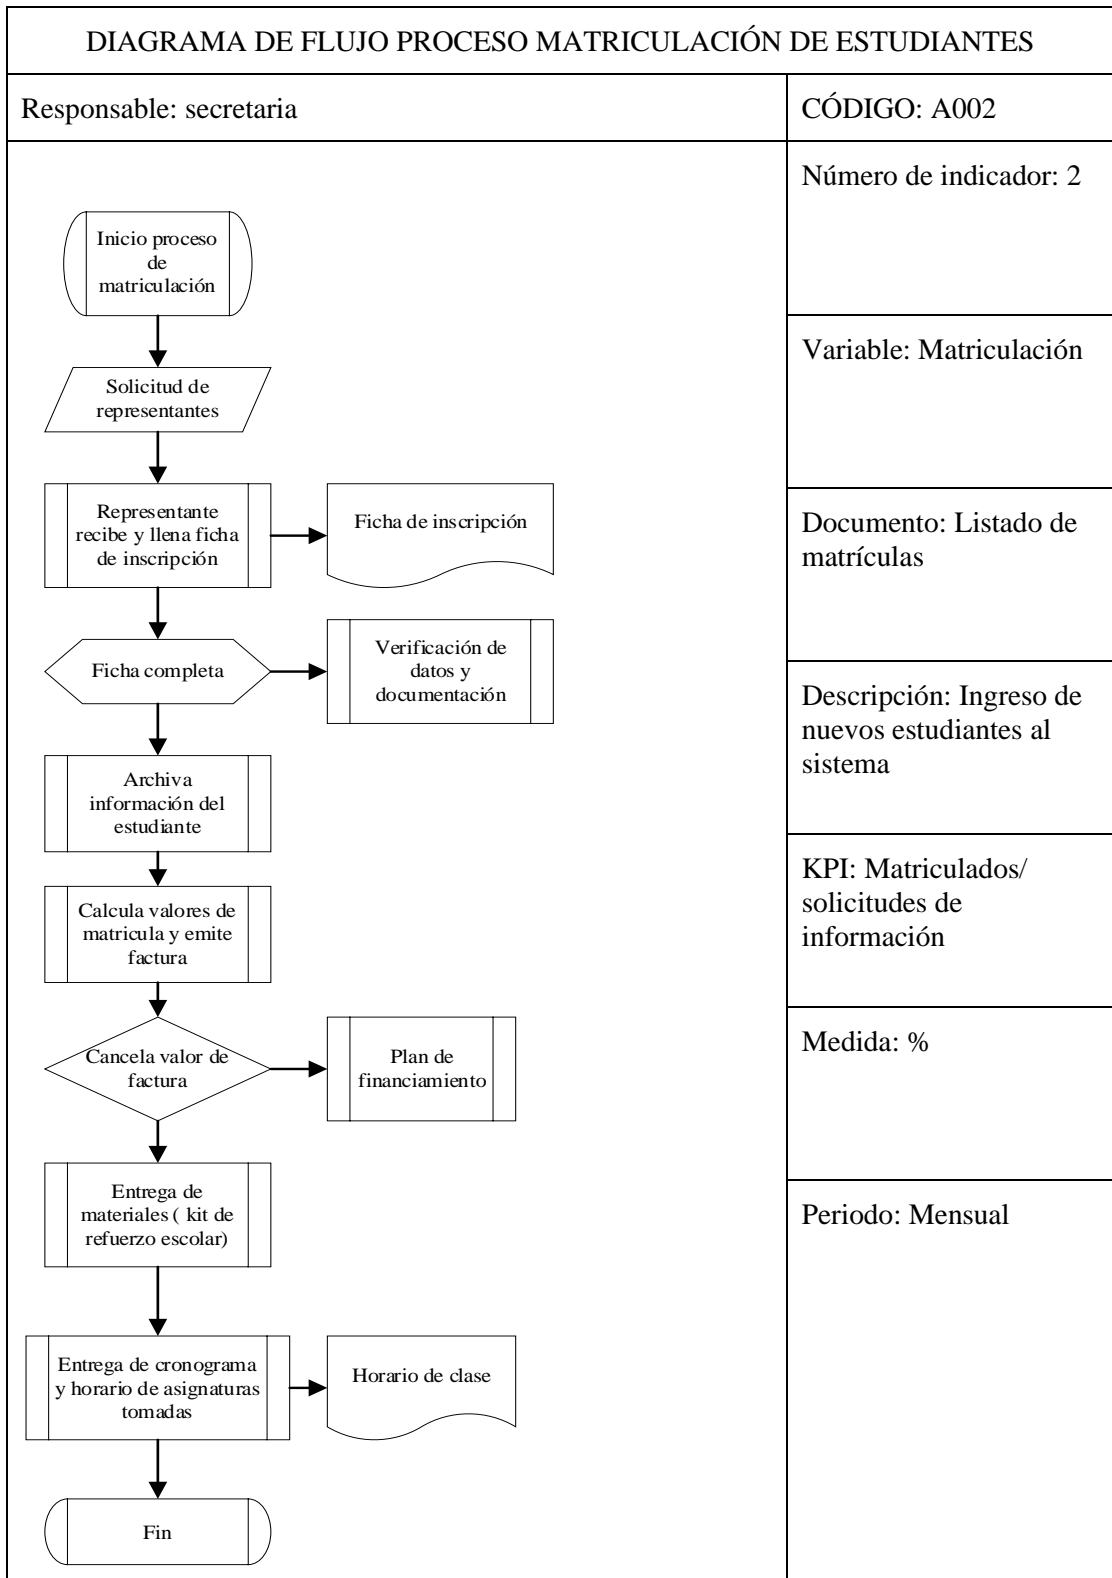 DIAGRAMA DE FLUJO PROCESO MATRICULACIÓN DE ESTUDIANTES
Responsable: secretaria
CÓDIGO: A002
Inicio proceso
de
matriculación
Solicitud de
representantes
Representante
recibe y llena ficha
de inscripción
Ficha de inscripción
Ficha completa
Verificación de
datos y
documentación
Archiva
información del
estudiante
Calcula valores de
matricula y emite
factura
Cancela valor de
factura
Plan de
financiamiento
Entrega de
materiales ( kit de
refuerzo escolar)
Entrega de cronograma
y horario de asignaturas
tomadas
Horario de clase
Fin
Número de indicador: 2
Variable: Matriculación
Documento: Listado de
matrículas
Descripción: Ingreso de
nuevos estudiantes al
sistema
KPI: Matriculados/
solicitudes de
información
Medida: %
Periodo: Mensual